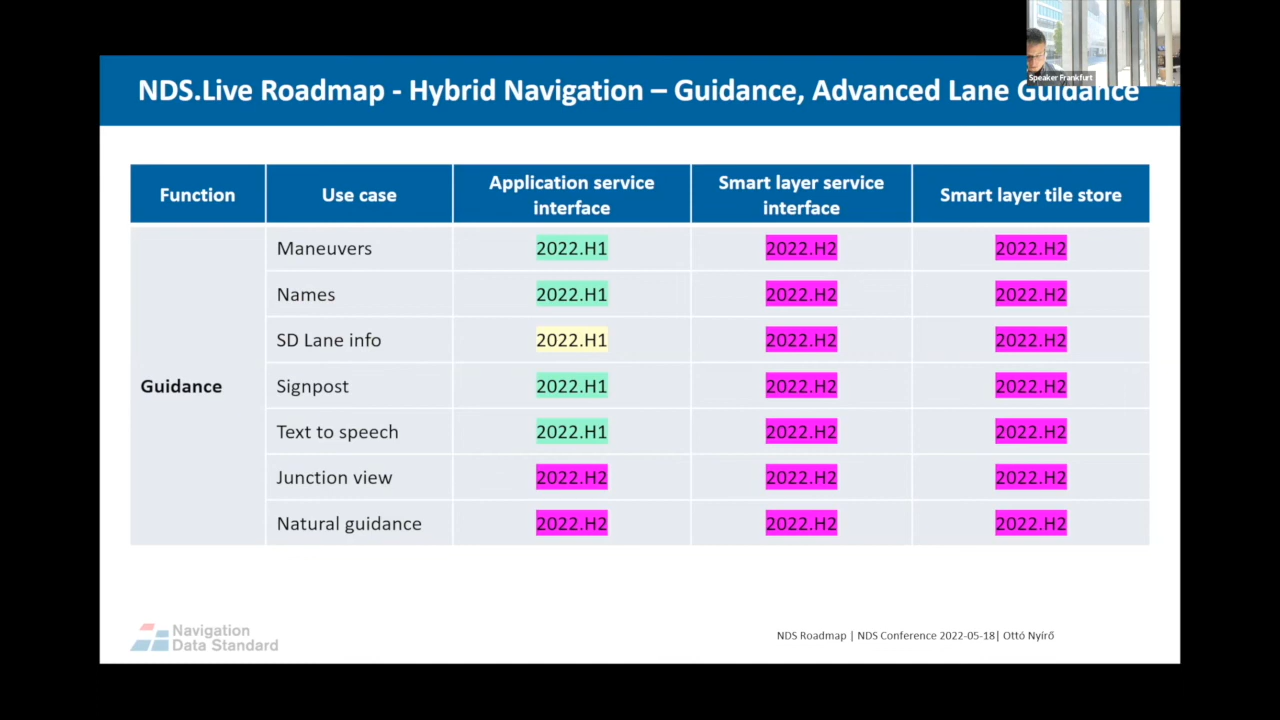 Speaker Frankfurt
NDS.Live Roadmap - Hybrid Navigation – Guidance, Advanced Lane Guidance
Function Use case Application service interface Smart layer service interface Smart layer tile store
Guidance
Maneuvers 2022.H1 2022.H2 2022.H2
Names 2022.H1 2022.H2 2022.H2
SD Lane info 2022.H1 2022.H2 2022.H2
Signpost 2022.H1 2022.H2 2022.H2
Text to speech 2022.H1 2022.H2 2022.H2
Junction view 2022.H2 2022.H2 2022.H2
Natural guidance 2022.H2 2022.H2 2022.H2
Navigation
Data Standard
NDS Roadmap | NDS Conference 2022-05-18| Ottó Nyírő